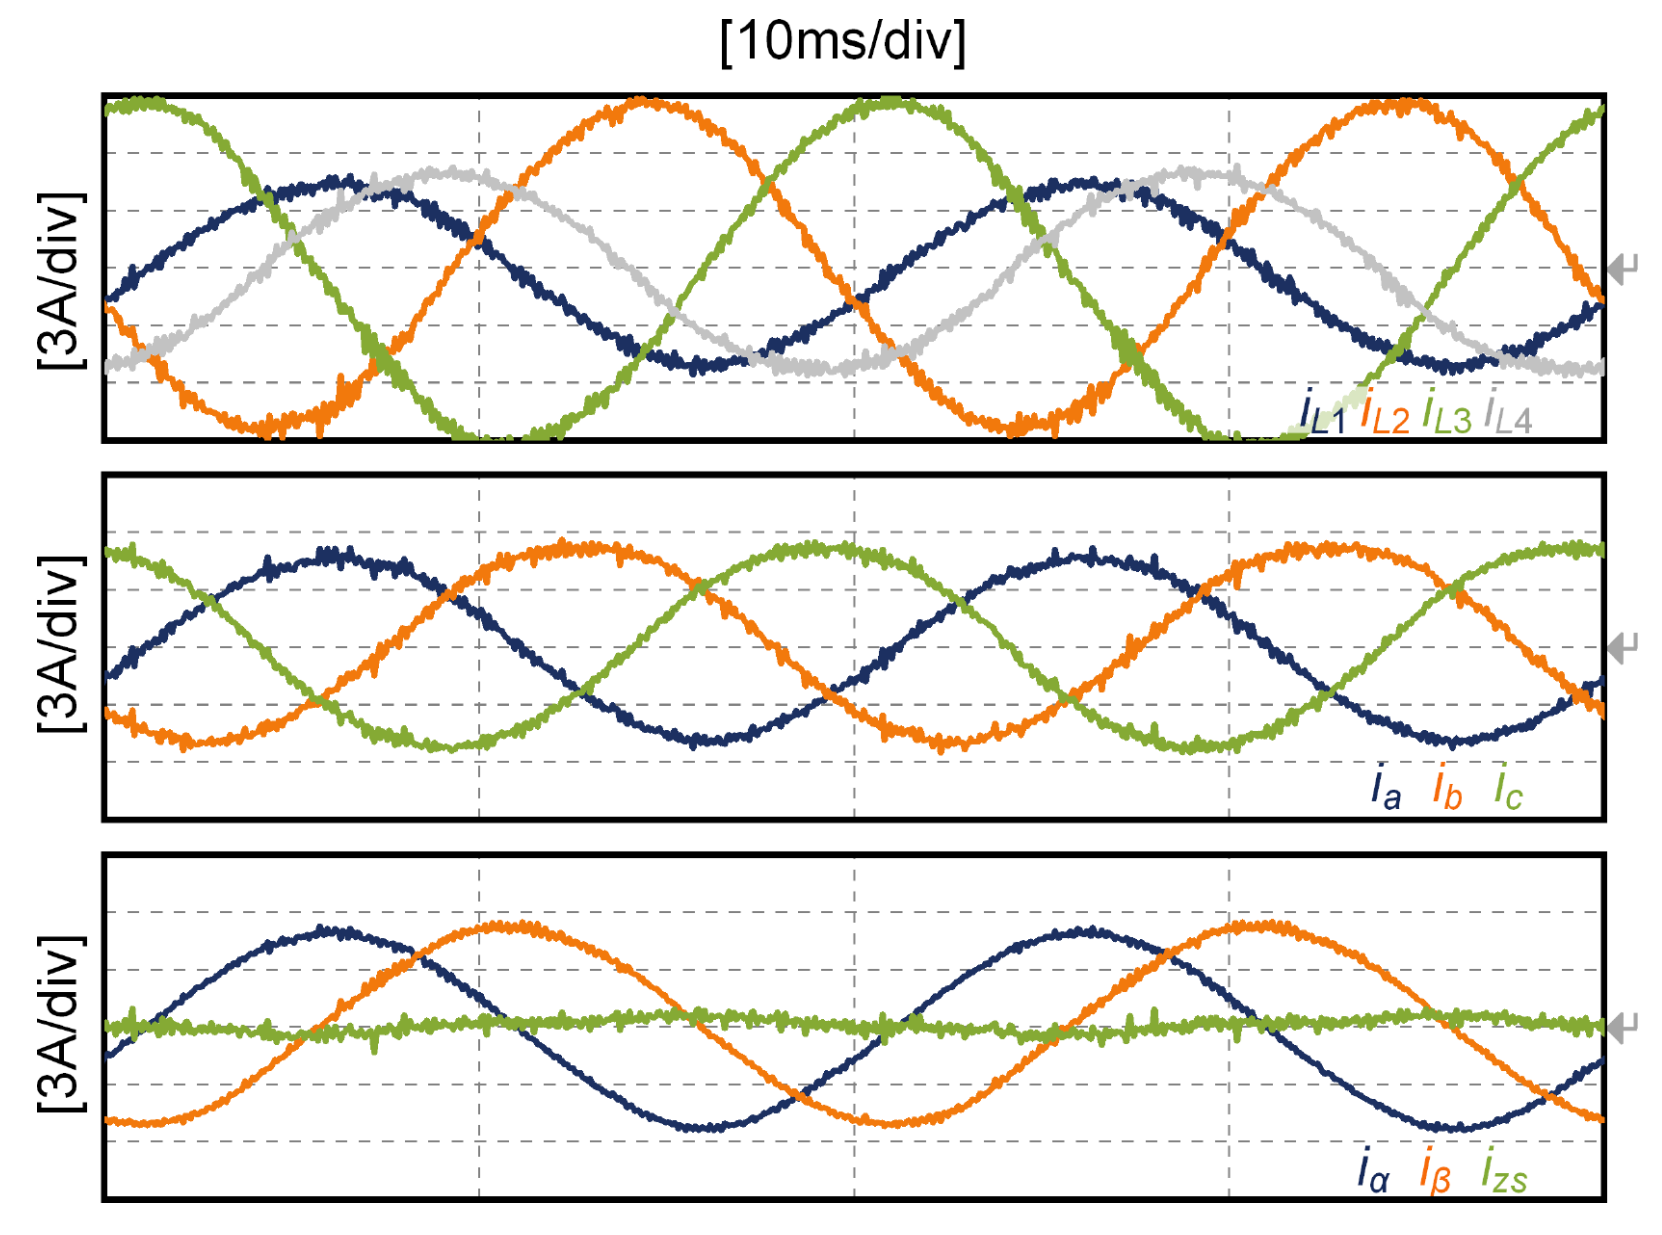 [10ms/div]
[3A/div]
iL1 iL2 iL3 iL4
[3A/div]
ia ib ic
[3A/div]
iα iβ izs